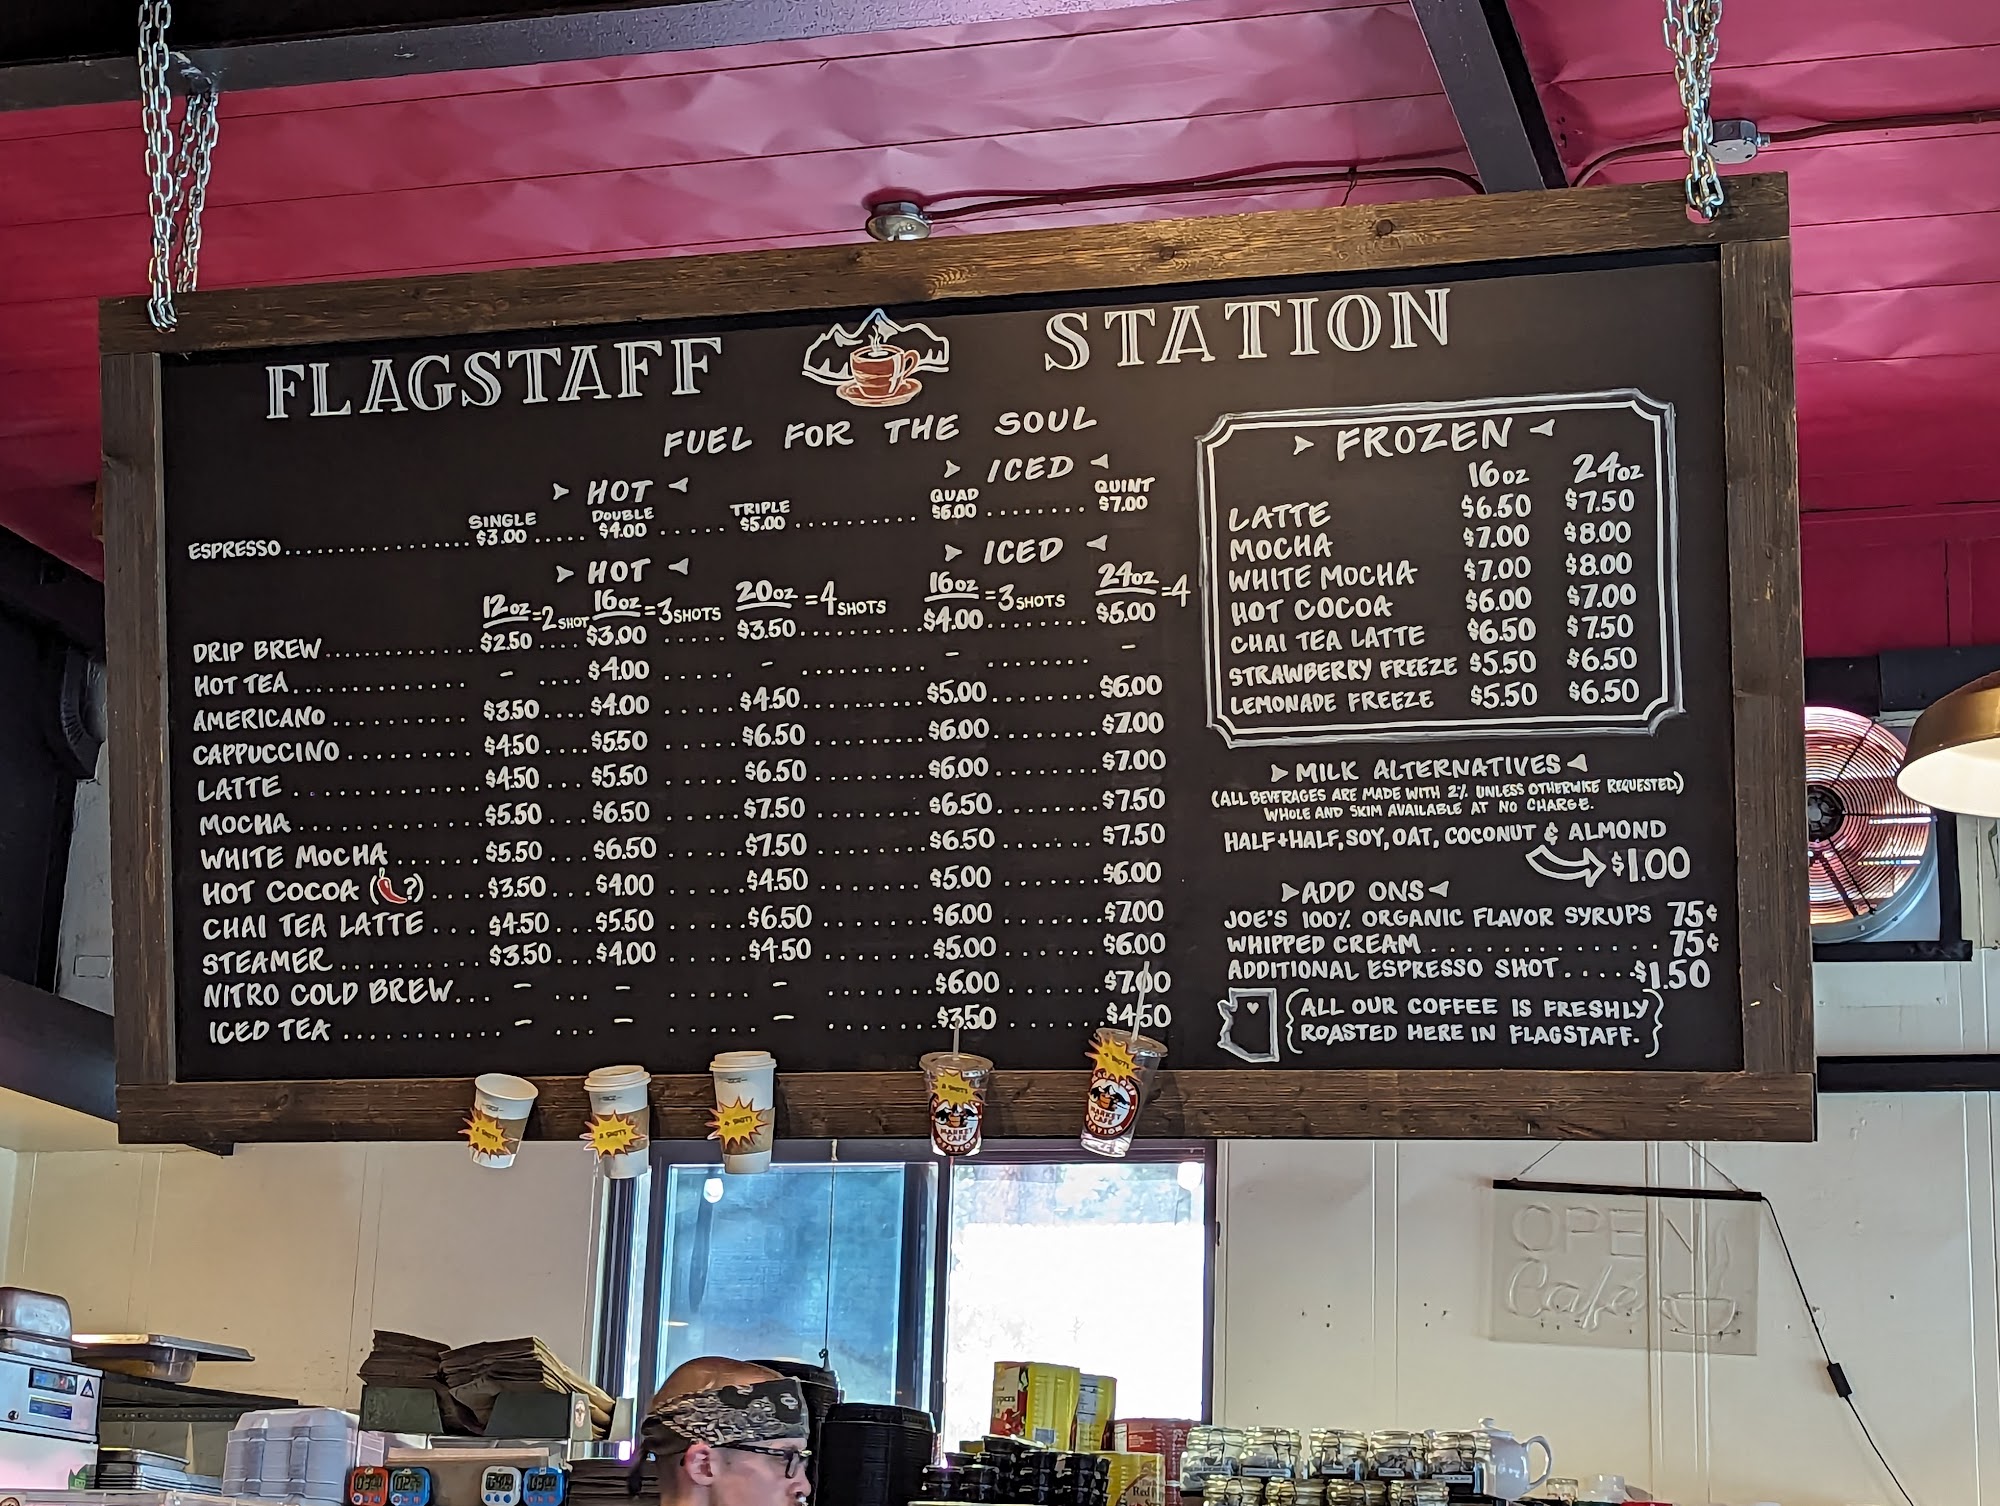 FLAGSTAFF STATION
FUEL FOR THE SOUL
HOT ICED
SINGLE DOUBLE TRIPLE QUAD QUINT
ESPRESSO $3.00 $4.00 $5.00 $6.00 $7.00
HOT ICED
12oz =2 SHOT 16oz =3 SHOTS 20oz =4 SHOTS 16oz =3 SHOTS 24oz =4
DRIP BREW $2.50 $3.00 $3.50 $4.00 $5.00
HOT TEA - $4.00 - - -
AMERICANO $3.50 $4.00 $4.50 $5.00 $6.00
CAPPUCCINO $4.50 $5.50 $6.50 $6.00 $7.00
LATTE $4.50 $5.50 $6.50 $6.00 $7.00
MOCHA $5.50 $6.50 $7.50 $6.50 $7.50
WHITE MOCHA $5.50 $6.50 $7.50 $6.50 $7.50
HOT COCOA (?) $3.50 $4.00 $4.50 $5.00 $6.00
CHAI TEA LATTE $4.50 $5.50 $6.50 $6.00 $7.00
STEAMER $3.50 $4.00 $4.50 $5.00 $6.00
NITRO COLD BREW - - - $6.00 $7.00
ICED TEA - - - $3.50 $4.50
FROZEN
16oz 24oz
LATTE $6.50 $7.50
MOCHA $7.00 $8.00
WHITE MOCHA $7.00 $8.00
HOT COCOA $6.00 $7.00
CHAI TEA LATTE $6.50 $7.50
STRAWBERRY FREEZE $5.50 $6.50
LEMONADE FREEZE $5.50 $6.50
MILK ALTERNATIVES
(ALL BEVERAGES ARE MADE WITH 2% UNLESS OTHERWISE REQUESTED)
WHOLE AND SKIM AVAILABLE AT NO CHARGE.
HALF+HALF, SOY, OAT, COCONUT & ALMOND
$1.00
ADD ONS
JOE'S 100% ORGANIC FLAVOR SYRUPS 75¢
WHIPPED CREAM 75¢
ADDITIONAL ESPRESSO SHOT $1.50
ALL OUR COFFEE IS FRESHLY
ROASTED HERE IN FLAGSTAFF.
MARKET
CAFE
STATION
MARKET
CAFE
STATION
OPEN
Café